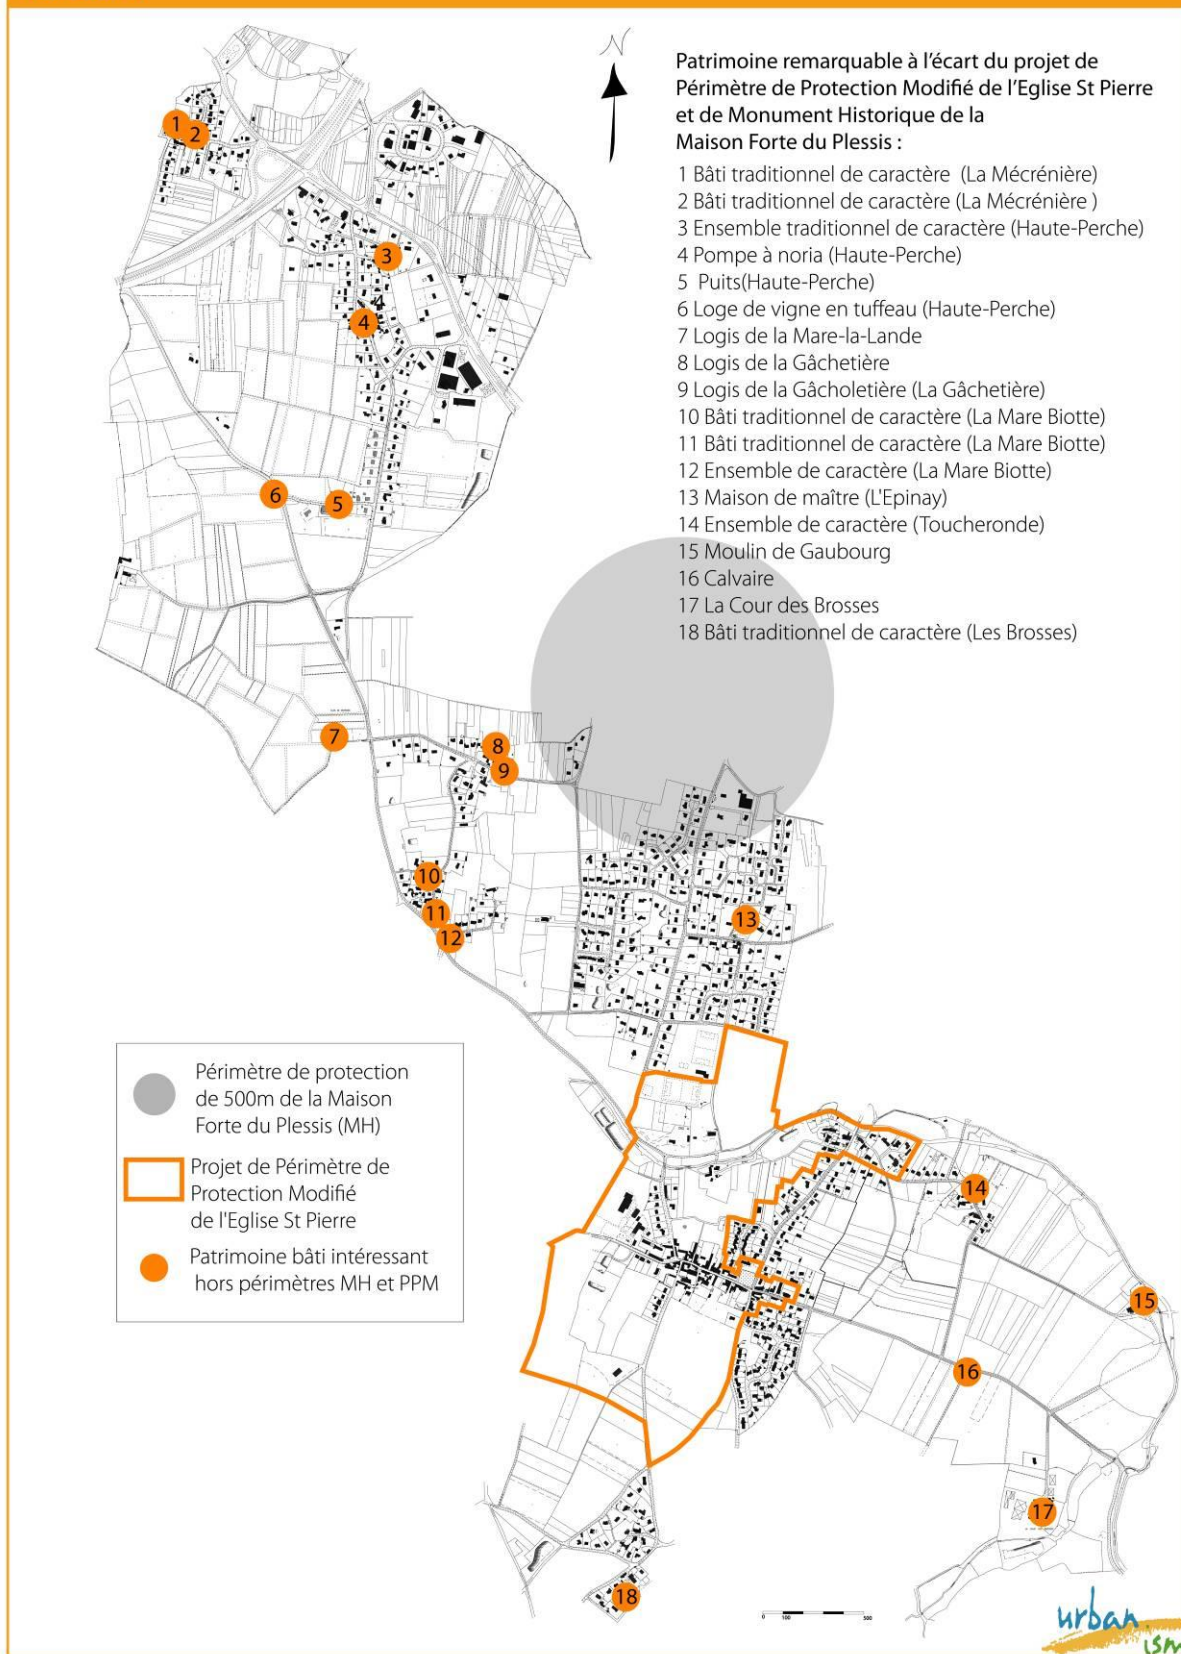 N
Patrimoine remarquable à l'écart du projet de
Périmètre de Protection Modifié de l'Eglise St Pierre
et de Monument Historique de la
Maison Forte du Plessis :
1 Bâti traditionnel de caractère (La Mécrénière)
2 Bâti traditionnel de caractère (La Mécrénière )
3 Ensemble traditionnel de caractère (Haute-Perche)
4 Pompe à noria (Haute-Perche)
5 Puits(Haute-Perche)
6 Loge de vigne en tuffeau (Haute-Perche)
7 Logis de la Mare-la-Lande
8 Logis de la Gâchetière
9 Logis de la Gâcholetière (La Gâchetière)
10 Bâti traditionnel de caractère (La Mare Biotte)
11 Bâti traditionnel de caractère (La Mare Biotte)
12 Ensemble de caractère (La Mare Biotte)
13 Maison de maître (L'Epinay)
14 Ensemble de caractère (Toucheronde)
15 Moulin de Gaubourg
16 Calvaire
17 La Cour des Brosses
18 Bâti traditionnel de caractère (Les Brosses)
1
2
3
4
4
6
5
7
8
9
10
11
12
13
Périmètre de protection
de 500m de la Maison
Forte du Plessis (MH)
Projet de Périmètre de
Protection Modifié
de l'Eglise St Pierre
Patrimoine bâti intéressant
hors périmètres MH et PPM
14
15
16
17
18
0 100 500
urban
ism